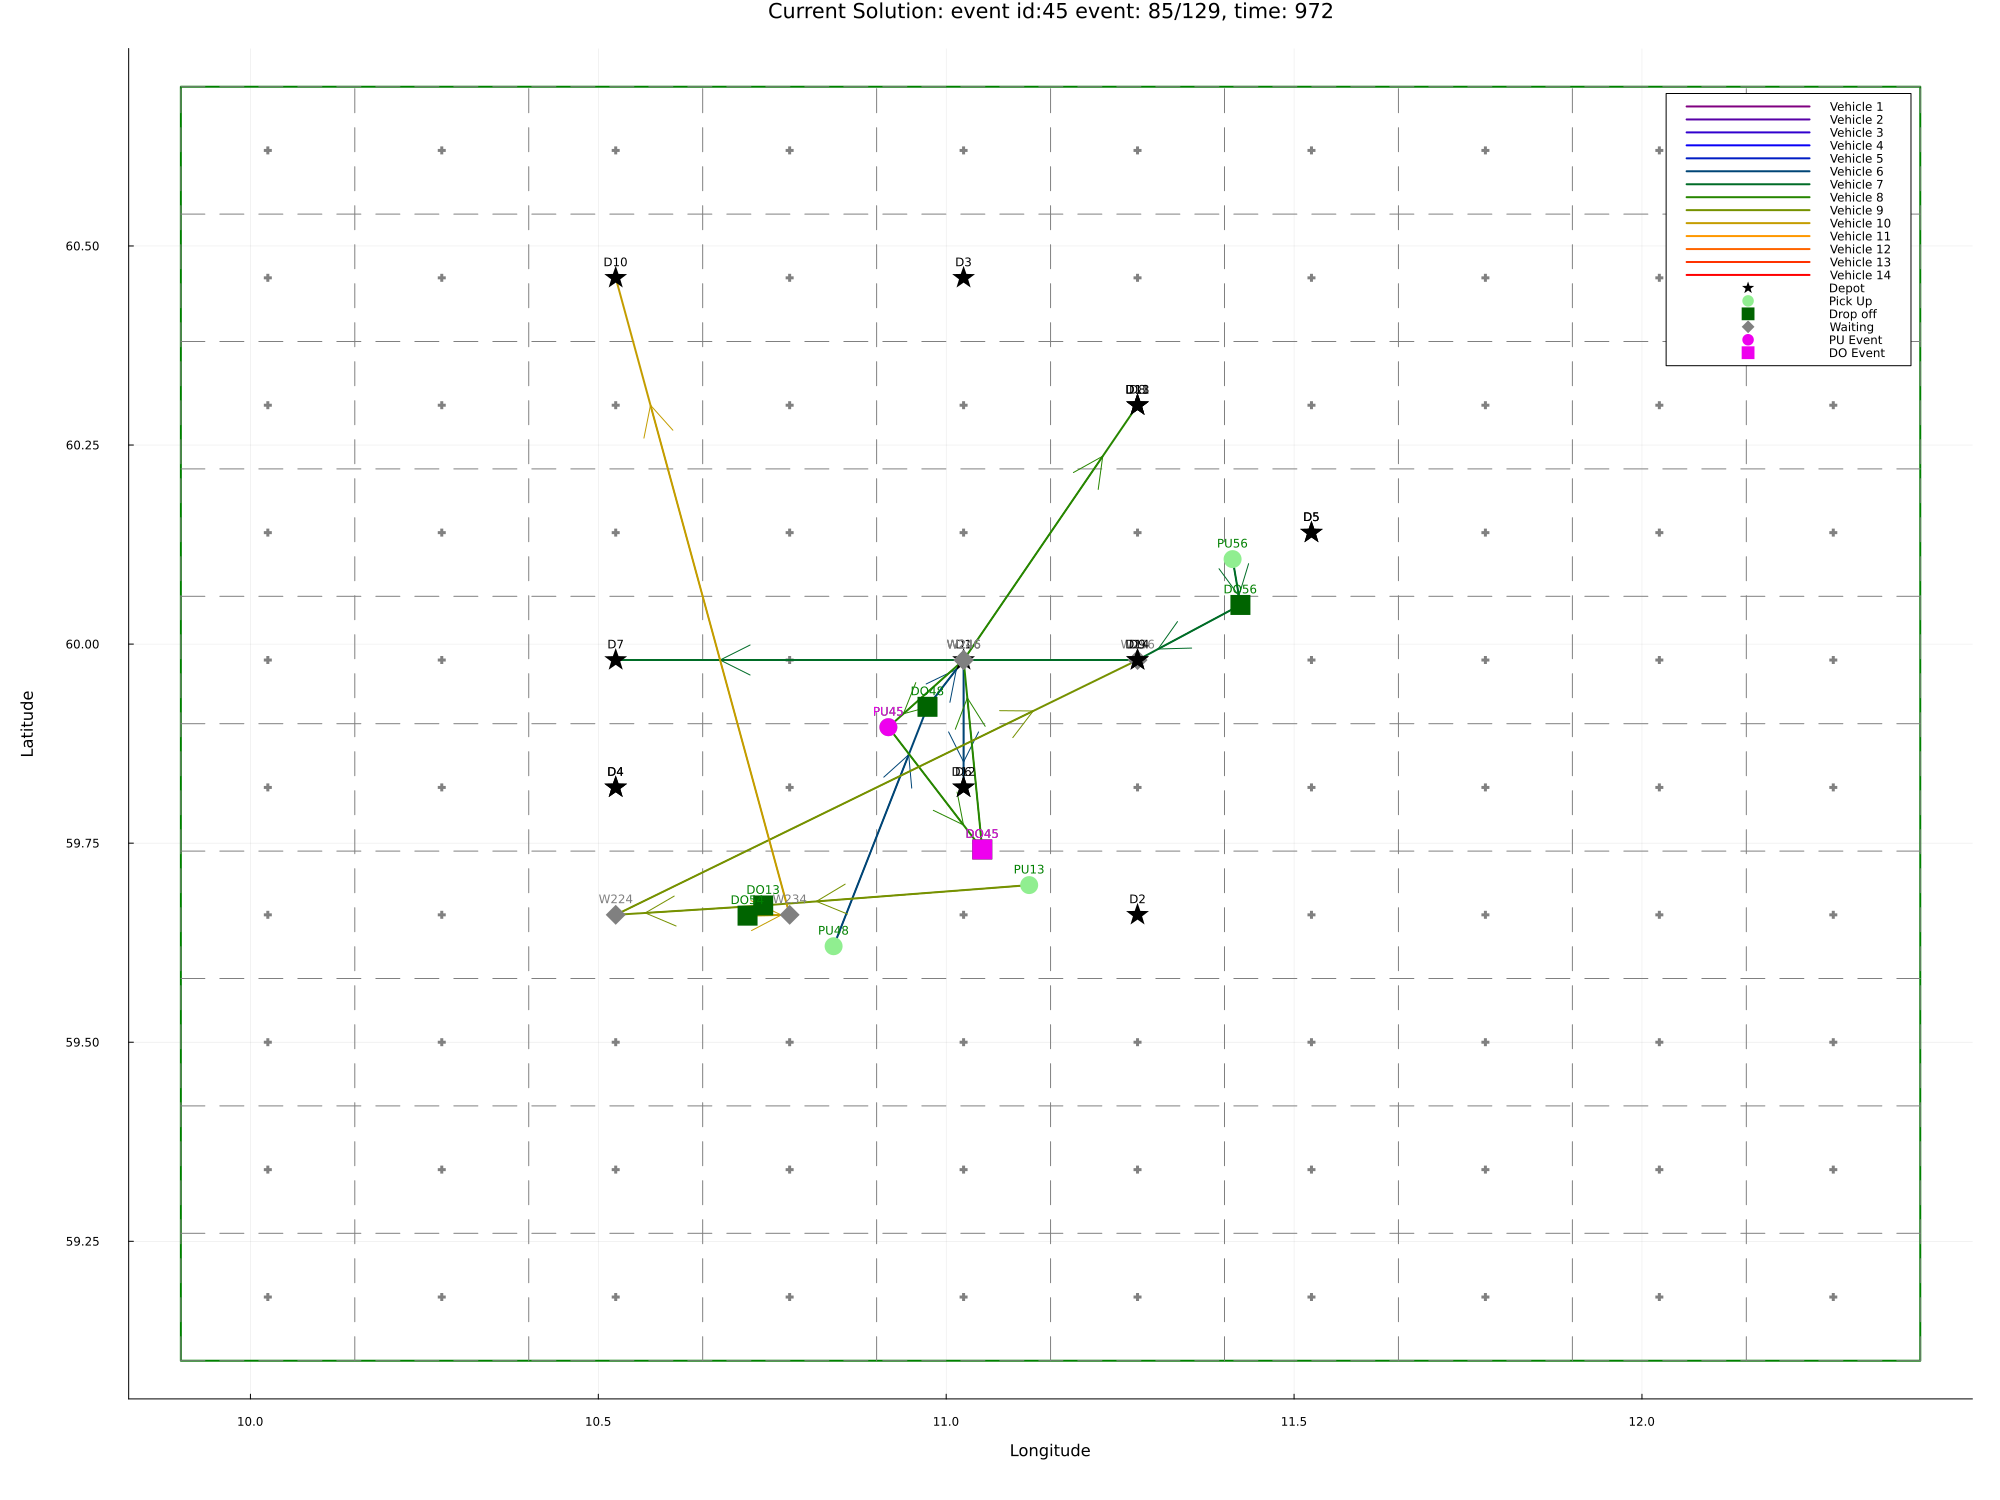 Current Solution: event id:45 event: 85/129, time: 972
Vehicle 1
Vehicle 2
Vehicle 3
Vehicle 4
Vehicle 5
Vehicle 6
Vehicle 7
Vehicle 8
Vehicle 9
Vehicle 10
Vehicle 11
Vehicle 12
Vehicle 13
Vehicle 14
Depot
Pick Up
Drop off
Waiting
PU Event
DO Event
60.50
D10
D3
60.25
D5
PU56
DO56
60.00
D7
DO48
PU45
D4
59.75
DO45
PU13
DO13
W224
W234
D2
PU48
59.50
59.25
10.0
10.5
11.0
11.5
12.0
Latitude
Longitude